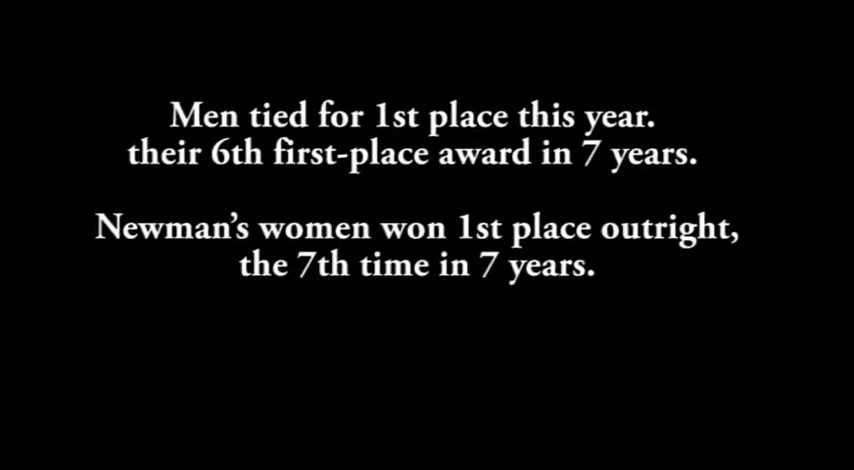 Men tied for 1st place this year.
their 6th first-place award in 7 years.
Newman’s women won 1st place outright,
the 7th time in 7 years.